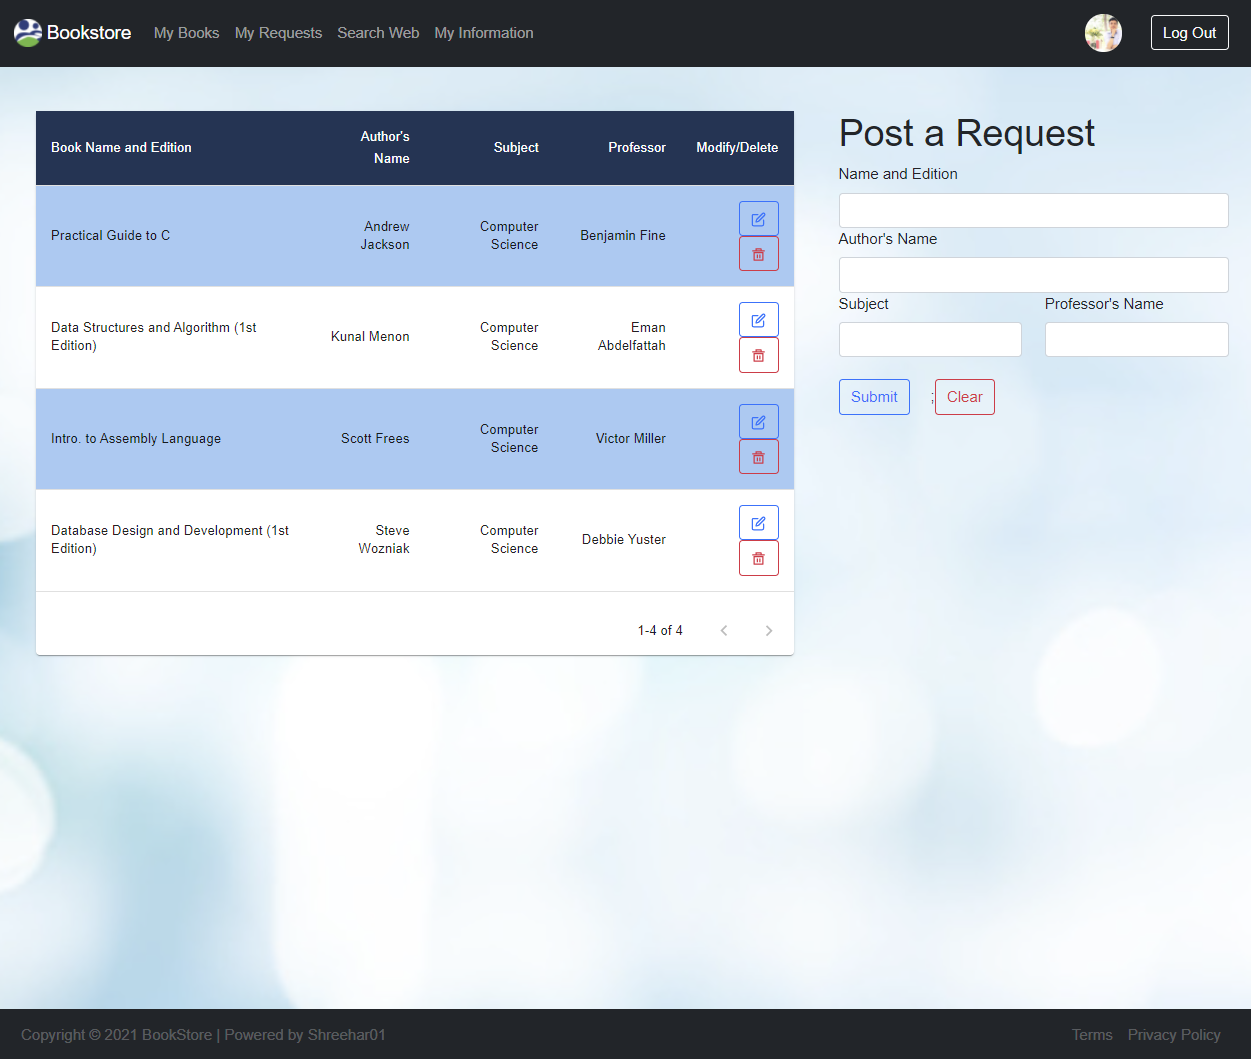 Bookstore My Books My Requests Search Web My Information Log Out
Book Name and Edition Author's Name Subject Professor Modify/Delete
Practical Guide to C Andrew Jackson Computer Science Benjamin Fine
Data Structures and Algorithm (1st Edition) Kunal Menon Computer Science Eman Abdelfattah
Intro. to Assembly Language Scott Frees Computer Science Victor Miller
Database Design and Development (1st Edition) Steve Wozniak Computer Science Debbie Yuster
1-4 of 4
Post a Request
Name and Edition
Author's Name
Subject Professor's Name
Submit ; Clear
Copyright © 2021 BookStore | Powered by Shreehar01 Terms Privacy Policy